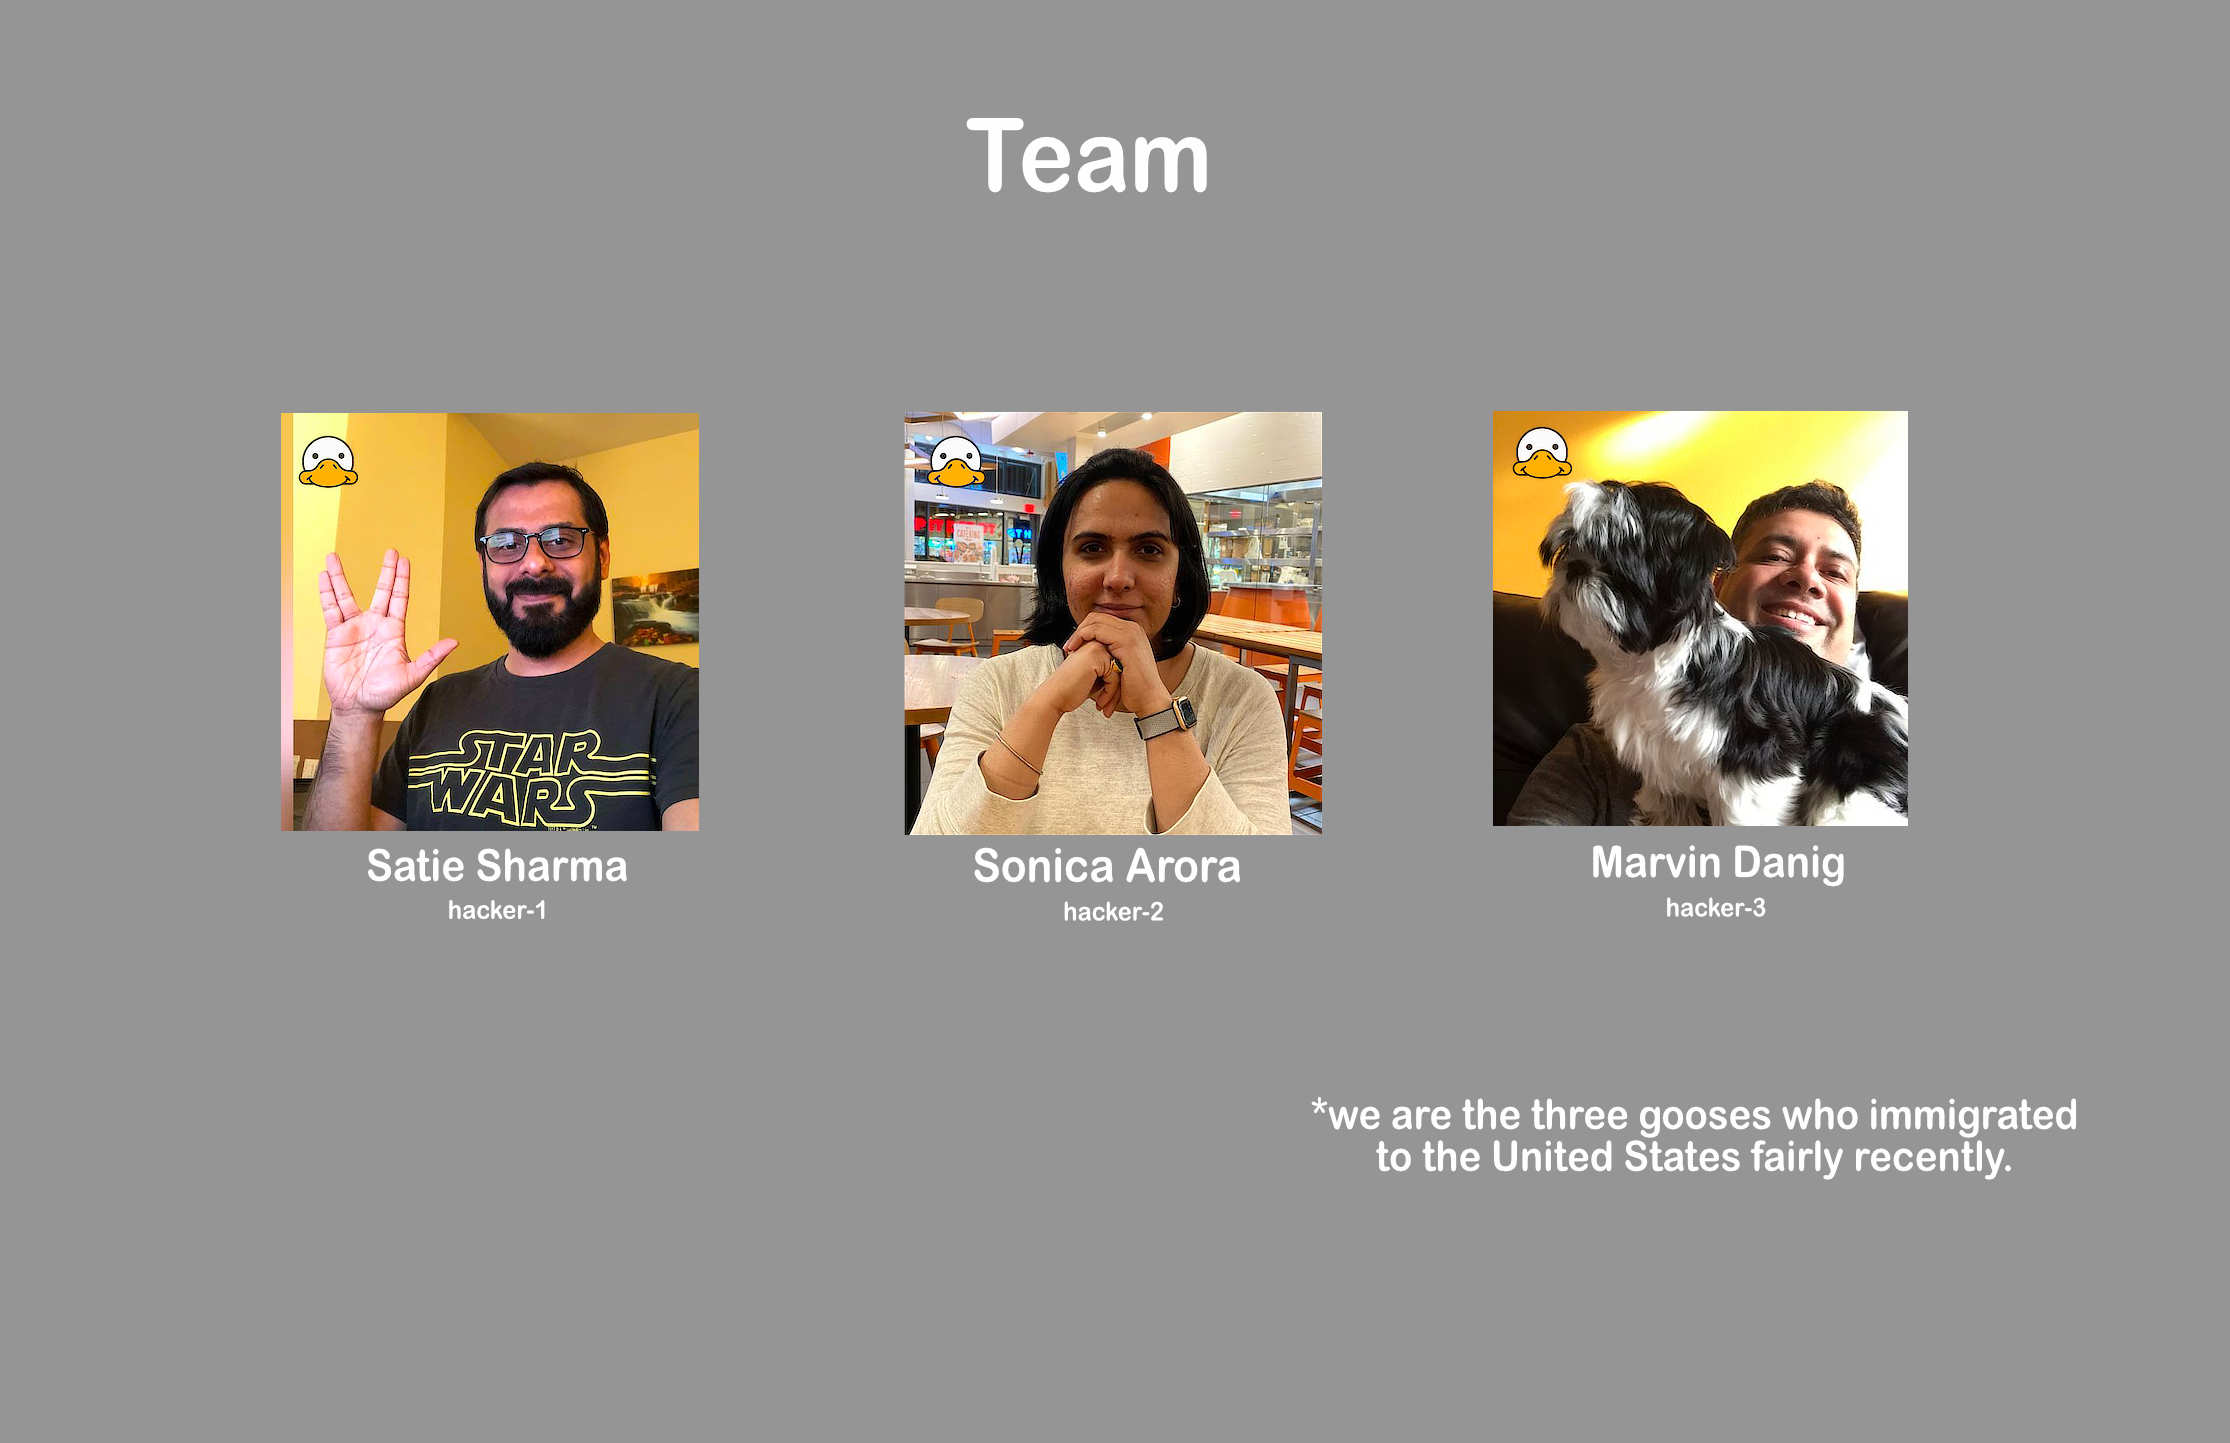 Team
STAR
WARS
CATERING
Satie Sharma
hacker-1
Sonica Arora
hacker-2
Marvin Danig
hacker-3
*we are the three gooses who immigrated
to the United States fairly recently.